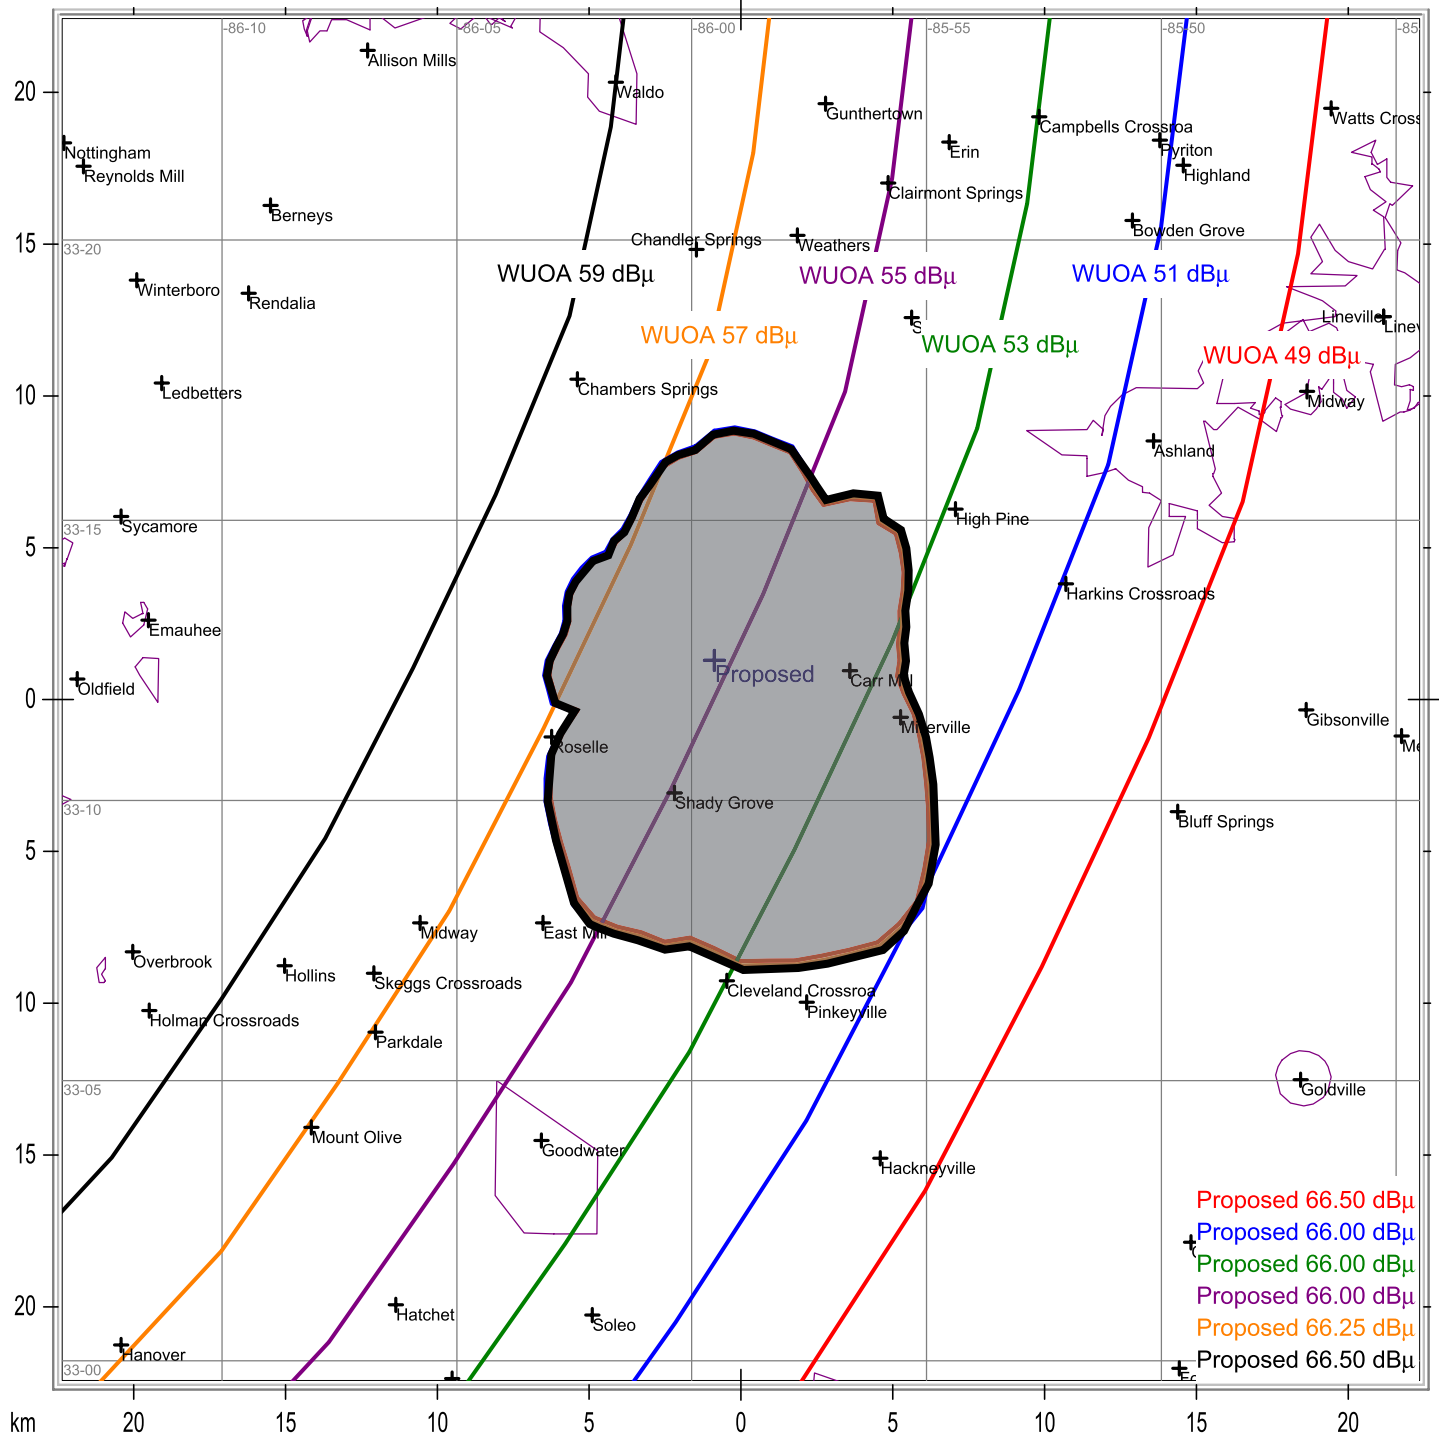 -86-10
-86-05
-86-00
-85-55
-85-50
Allison Mills
Waldo
20
Gunthertown
Watts Cross
Campbells Crossroa
Nottingham
Erin
Pyriton
Reynolds Mill
Highland
Clairmont Springs
Berneys
Bowden Grove
15
33-20
Chandler Springs
Weathers
WUOA 59 dBμ
WUOA 55 dBμ
WUOA 51 dBμ
Winterboro
Rendalia
Lineville
WUOA 57 dBμ
WUOA 53 dBμ
WUOA 49 dBμ
10
Ledbetters
Chambers Springs
Midway
Ashland
33-15
Sycamore
High Pine
5
Harkins Crossroads
Emauhee
Proposed
Carr Mill
0
Oldfield
Gibsonville
Millerville
Roselle
33-10
Shady Grove
Bluff Springs
5
Midway
East Mill
Overbrook
Hollins
Skeggs Crossroads
Cleveland Crossroa
10
Holman Crossroads
Pinkeyville
Parkdale
33-05
Goldville
Mount Olive
Goodwater
15
Hackneyville
Proposed 66.50 dBμ
Proposed 66.00 dBμ
Proposed 66.00 dBμ
Proposed 66.00 dBμ
Proposed 66.25 dBμ
Proposed 66.50 dBμ
20
Hatchet
Soleo
Hanover
33-00
km 20 15 10 5 0 5 10 15 20